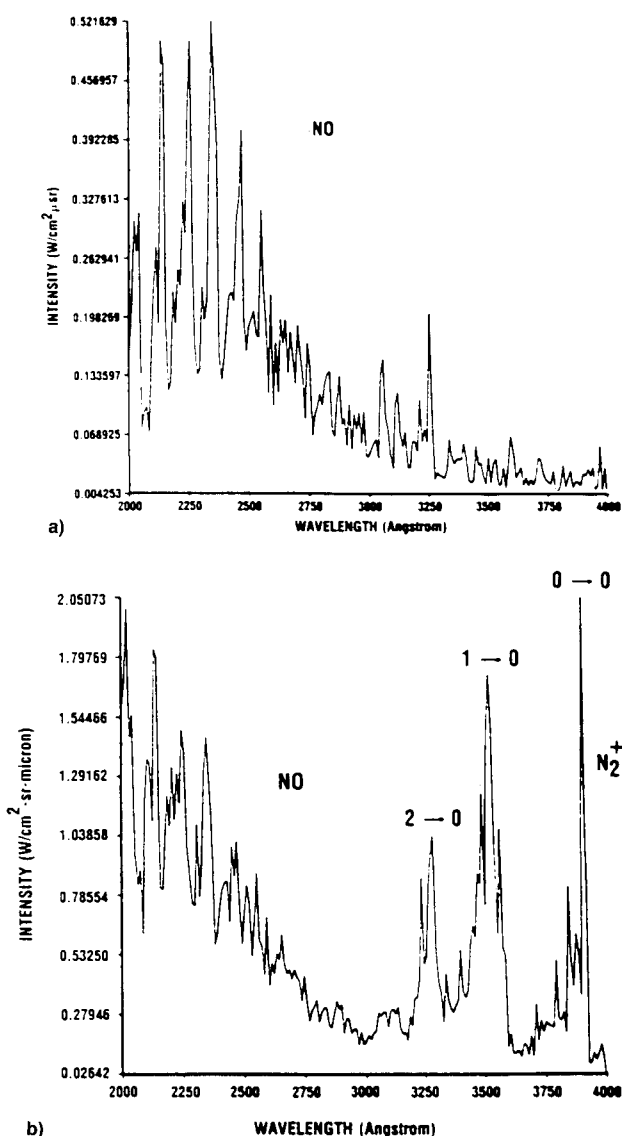 0.521629
0.456957
0.392285
0.327613
0.262941
0.198269
0.133597
0.068925
0.004253
INTENSITY (W/cm² μsr)
NO
2000 2250 2500 2750 3000 3250 3500 3750 4000
WAVELENGTH (Angstrom)
a)
0 → 0
2.05073
1.79769
1.54466
1.29162
1.03858
0.78554
0.53250
0.27946
0.02642
INTENSITY (W/cm² · sr · micron)
1 → 0
N₂⁺
NO
2 → 0
2000 2250 2500 2750 3000 3250 3500 3750 4000
WAVELENGTH (Angstrom)
b)